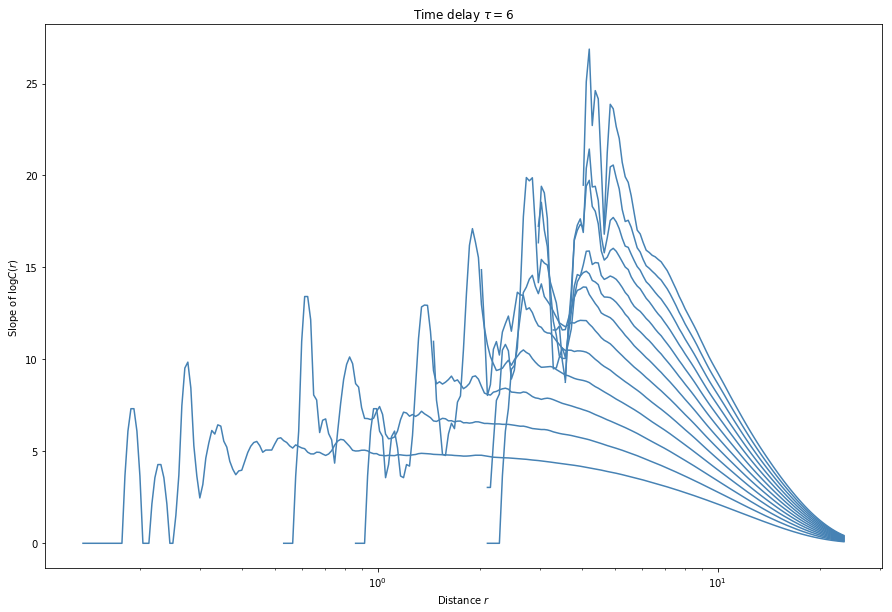 Time delay τ = 6
Slope of logC(r)
25
20
15
10
5
0
10⁰
10¹
Distance r